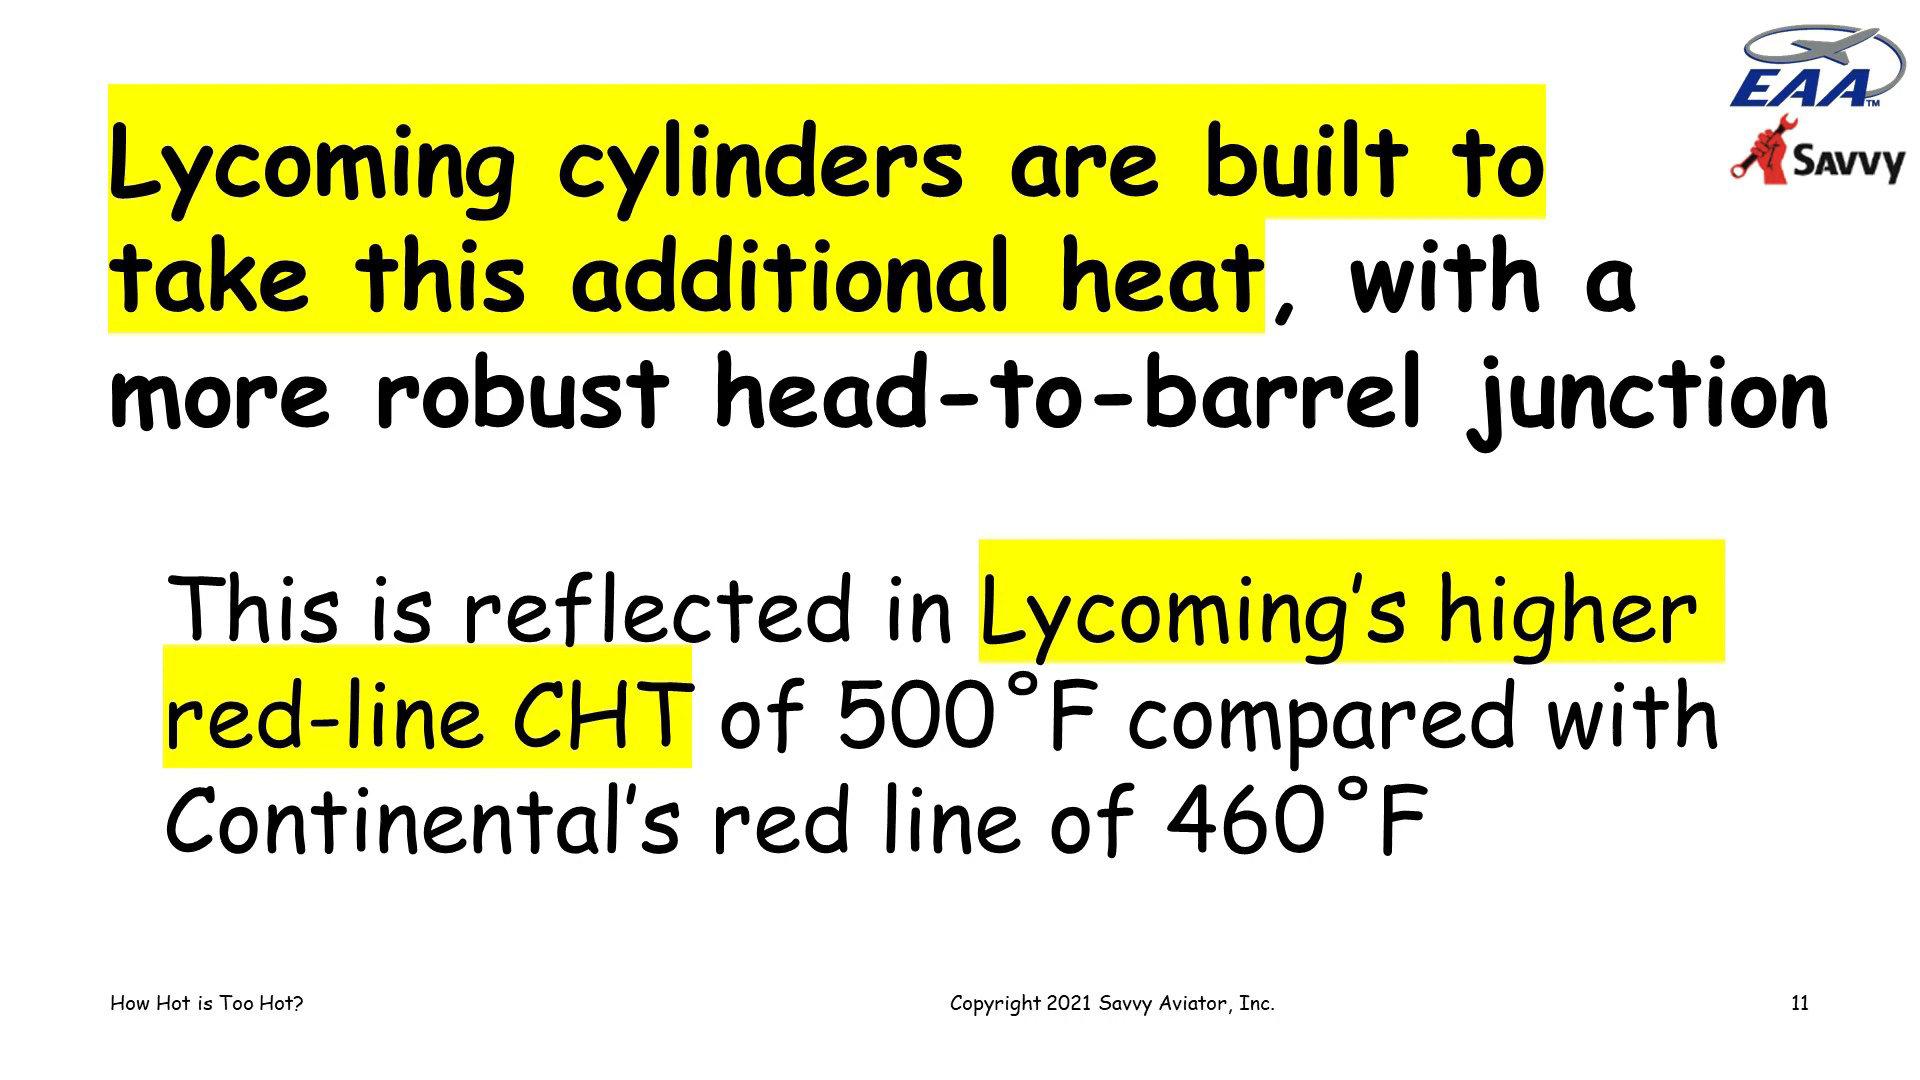 EAA™
Savvy
Lycoming cylinders are built to
take this additional heat, with a
more robust head-to-barrel junction
This is reflected in Lycoming’s higher
red-line CHT of 500˚F compared with
Continental’s red line of 460˚F
How Hot is Too Hot?
Copyright 2021 Savvy Aviator, Inc.
11